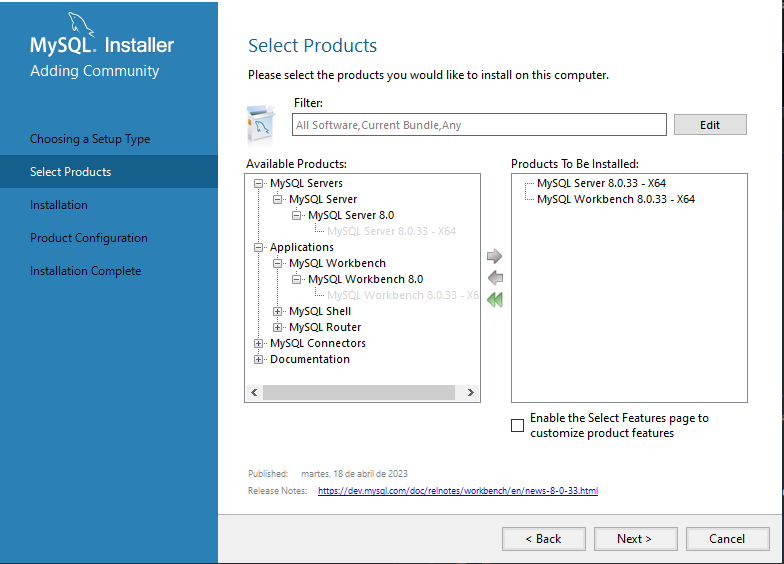 MySQL. Installer
Adding Community
Choosing a Setup Type
Select Products
Installation
Product Configuration
Installation Complete
Select Products
Please select the products you would like to install on this computer.
Filter:
All Software,Current Bundle,Any
Edit
Available Products:
MySQL Servers
MySQL Server
MySQL Server 8.0
MySQL Server 8.0.33 - X64
Applications
MySQL Workbench
MySQL Workbench 8.0
MySQL Workbench 8.0.33 - X6
MySQL Shell
MySQL Router
MySQL Connectors
Documentation
Products To Be Installed:
MySQL Server 8.0.33 - X64
MySQL Workbench 8.0.33 - X64
Enable the Select Features page to
customize product features
Published: martes, 18 de abril de 2023
Release Notes: https://dev.mysql.com/doc/relnotes/workbench/en/news-8-0-33.html
< Back
Next >
Cancel